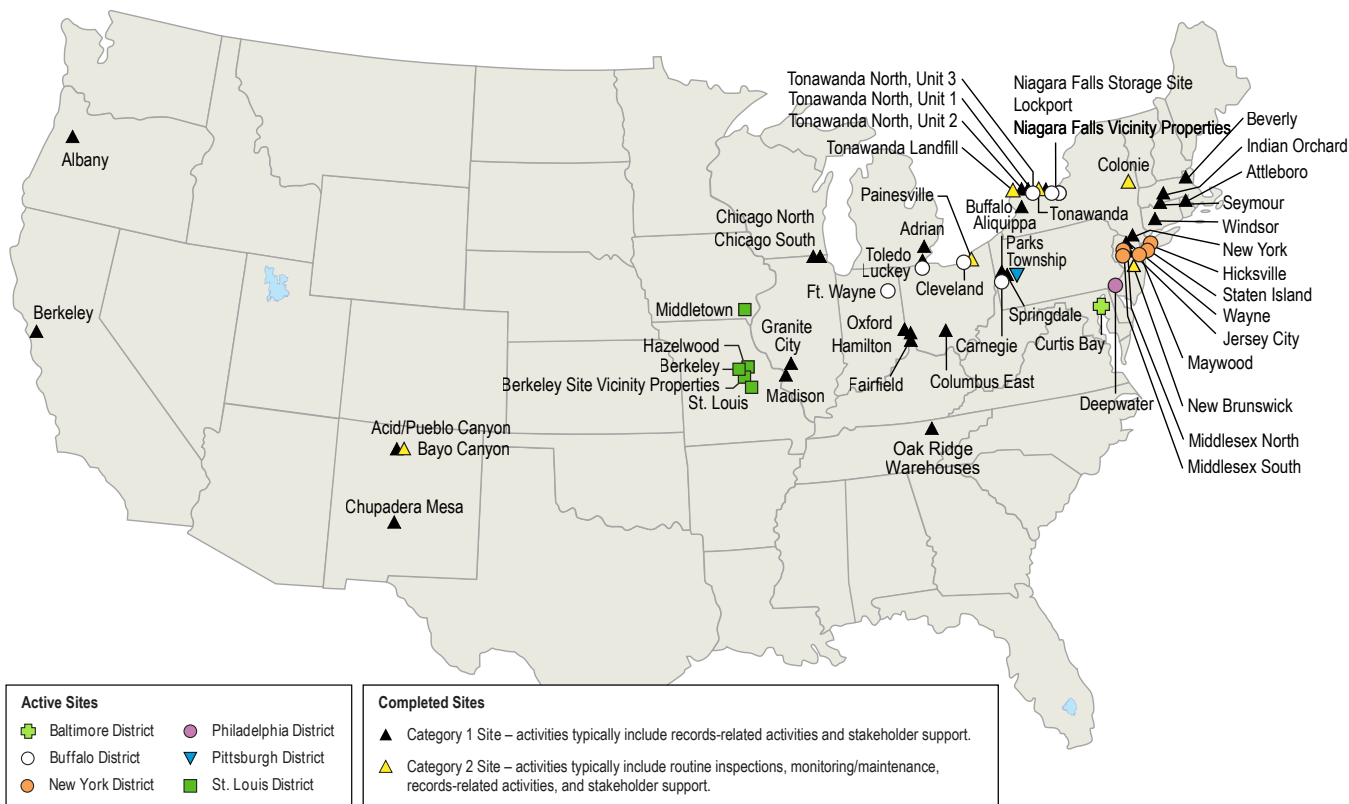 Tonawanda North, Unit 3
Tonawanda North, Unit 1
Tonawanda North, Unit 2
Tonawanda Landfill
Niagara Falls Storage Site
Lockport
Niagara Falls Vicinity Properties
Beverly
Indian Orchard
Attleboro
Seymour
Windsor
New York
Hicksville
Staten Island
Wayne
Jersey City
Maywood
New Brunswick
Middlesex North
Middlesex South
Colonie
Albany
Painesville
Buffalo
Tonawanda
Aliquippa
Parks
Township
Chicago North
Chicago South
Adrian
Toledo
Luckey
Cleveland
Ft. Wayne
Springdale
Berkeley
Middletown
Granite
City
Oxford
Hamilton
Fairfield
Carnegie
Curtis Bay
Columbus East
Hazelwood
Berkeley
Berkeley Site Vicinity Properties
St. Louis
Madison
Deepwater
Acid/Pueblo Canyon
Bayo Canyon
Oak Ridge
Warehouses
Chupadera Mesa
Active Sites
Baltimore District
Buffalo District
New York District
Philadelphia District
Pittsburgh District
St. Louis District
Completed Sites
Category 1 Site – activities typically include records-related activities and stakeholder support.
Category 2 Site – activities typically include routine inspections, monitoring/maintenance,
records-related activities, and stakeholder support.